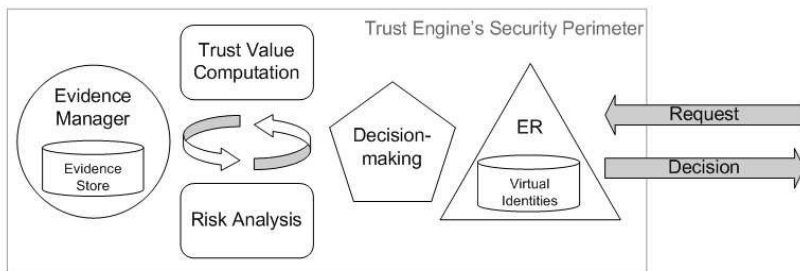 Trust Engine's Security Perimeter
Trust Value
Computation
Evidence
Manager
Evidence
Store
Risk Analysis
Decision-
making
ER
Virtual
Identities
Request
Decision